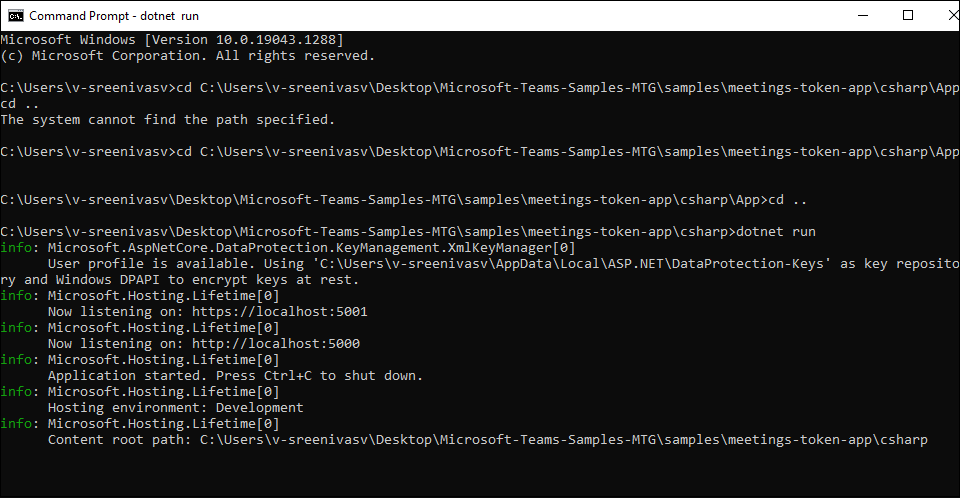 Command Prompt - dotnet run
Microsoft Windows [Version 10.0.19043.1288]
(c) Microsoft Corporation. All rights reserved.
C:\Users\v-sreenivasv>cd C:\Users\v-sreenivasv\Desktop\Microsoft-Teams-Samples-MTG\samples\meetings-token-app\csharp\App
cd ..
The system cannot find the path specified.
C:\Users\v-sreenivasv>cd C:\Users\v-sreenivasv\Desktop\Microsoft-Teams-Samples-MTG\samples\meetings-token-app\csharp\App
C:\Users\v-sreenivasv\Desktop\Microsoft-Teams-Samples-MTG\samples\meetings-token-app\csharp\App>cd ..
C:\Users\v-sreenivasv\Desktop\Microsoft-Teams-Samples-MTG\samples\meetings-token-app\csharp>dotnet run
info: Microsoft.AspNetCore.DataProtection.KeyManagement.XmlKeyManager[0]
User profile is available. Using 'C:\Users\v-sreenivasv\AppData\Local\ASP.NET\DataProtection-Keys' as key reposito
ry and Windows DPAPI to encrypt keys at rest.
info: Microsoft.Hosting.Lifetime[0]
Now listening on: https://localhost:5001
info: Microsoft.Hosting.Lifetime[0]
Now listening on: http://localhost:5000
info: Microsoft.Hosting.Lifetime[0]
Application started. Press Ctrl+C to shut down.
info: Microsoft.Hosting.Lifetime[0]
Hosting environment: Development
info: Microsoft.Hosting.Lifetime[0]
Content root path: C:\Users\v-sreenivasv\Desktop\Microsoft-Teams-Samples-MTG\samples\meetings-token-app\csharp